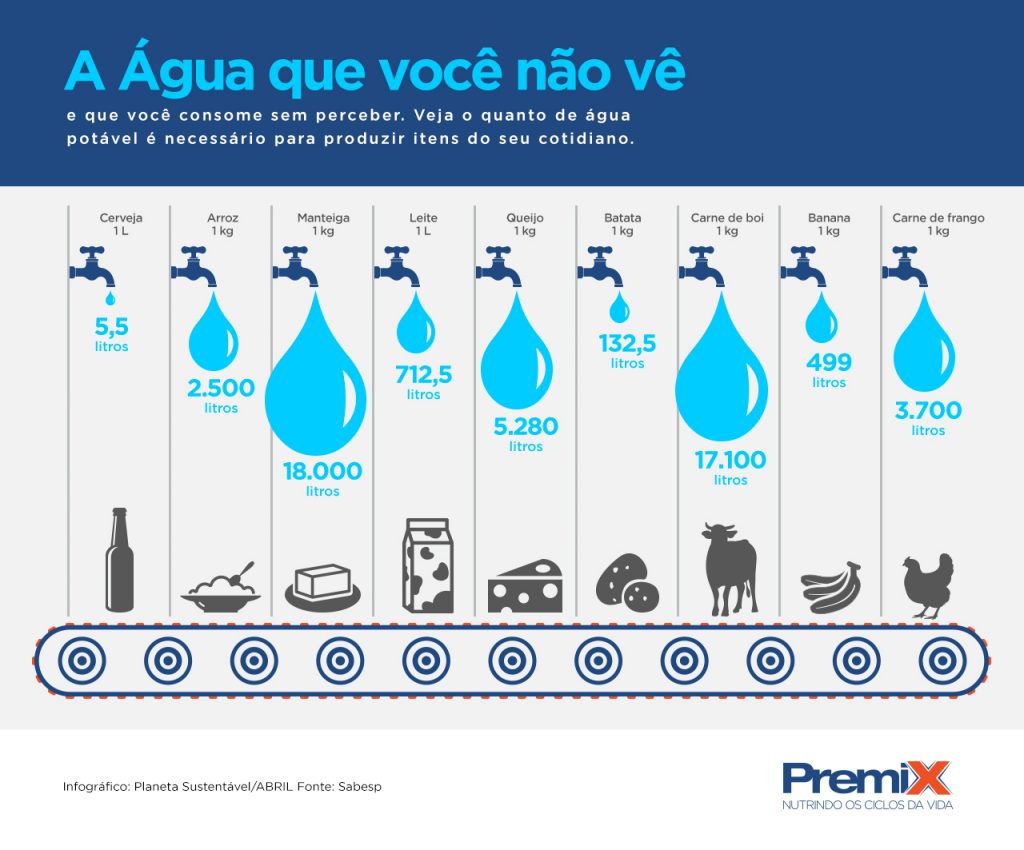 A Água que você não vê
e que você consome sem perceber. Veja o quanto de água
potável é necessário para produzir itens do seu cotidiano.
Cerveja
1 L
5,5
litros
Arroz
1 kg
2.500
litros
Manteiga
1 kg
18.000
litros
Leite
1 L
712,5
litros
Queijo
1 kg
5.280
litros
Batata
1 kg
132,5
litros
Carne de boi
1 kg
17.100
litros
Banana
1 kg
499
litros
Carne de frango
1 kg
3.700
litros
Infográfico: Planeta Sustentável/ABRIL Fonte: Sabesp
PremiX
NUTRINDO OS CICLOS DA VIDA